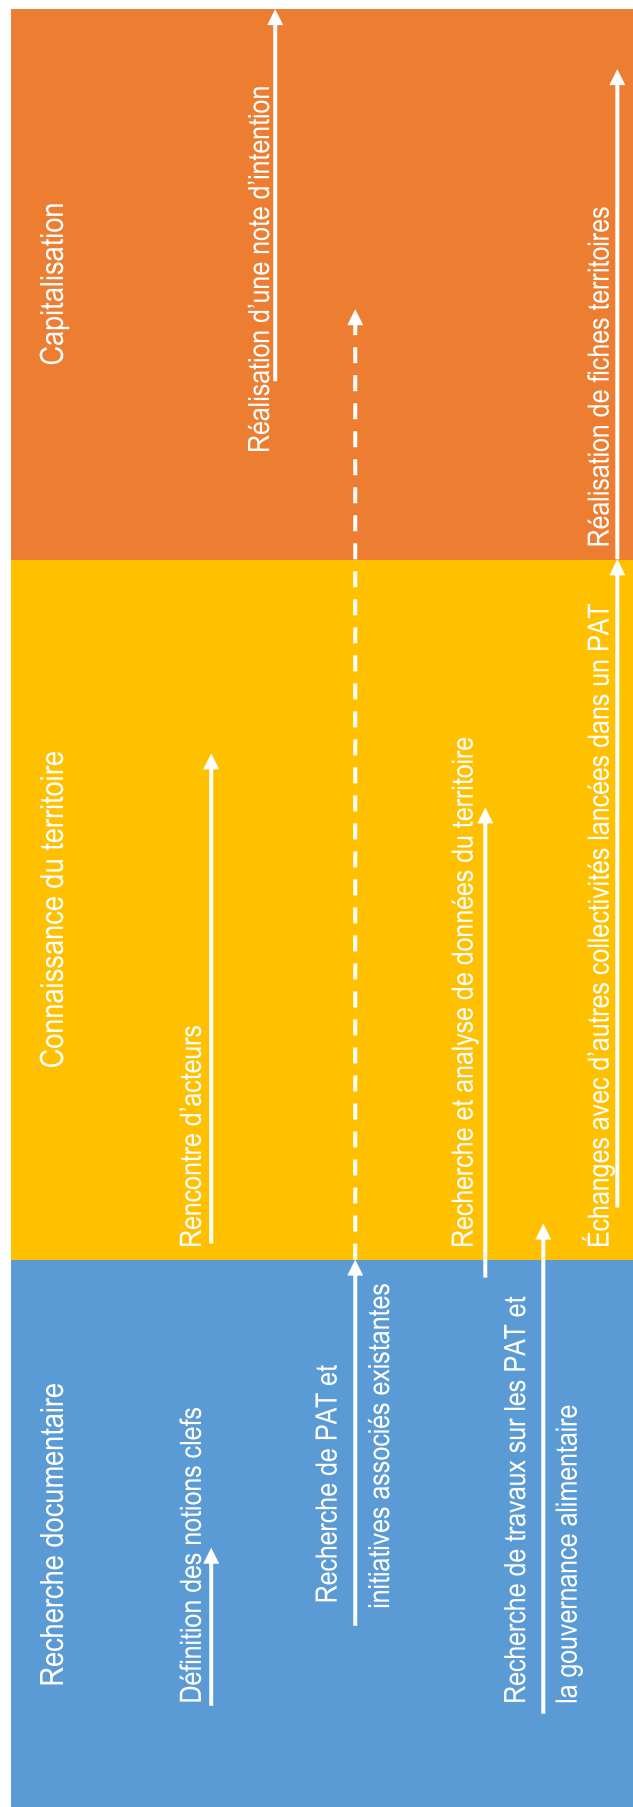 Recherche documentaire
Définition des notions clefs
Recherche de PAT et
initiatives associés existantes
Recherche de travaux sur les PAT et
la gouvernance alimentaire
Connaissance du territoire
Rencontre d’acteurs
Recherche et analyse de données du territoire
Échanges avec d’autres collectivités lancées dans un PAT
Capitalisation
Réalisation d’une note d’intention
Réalisation de fiches territoires